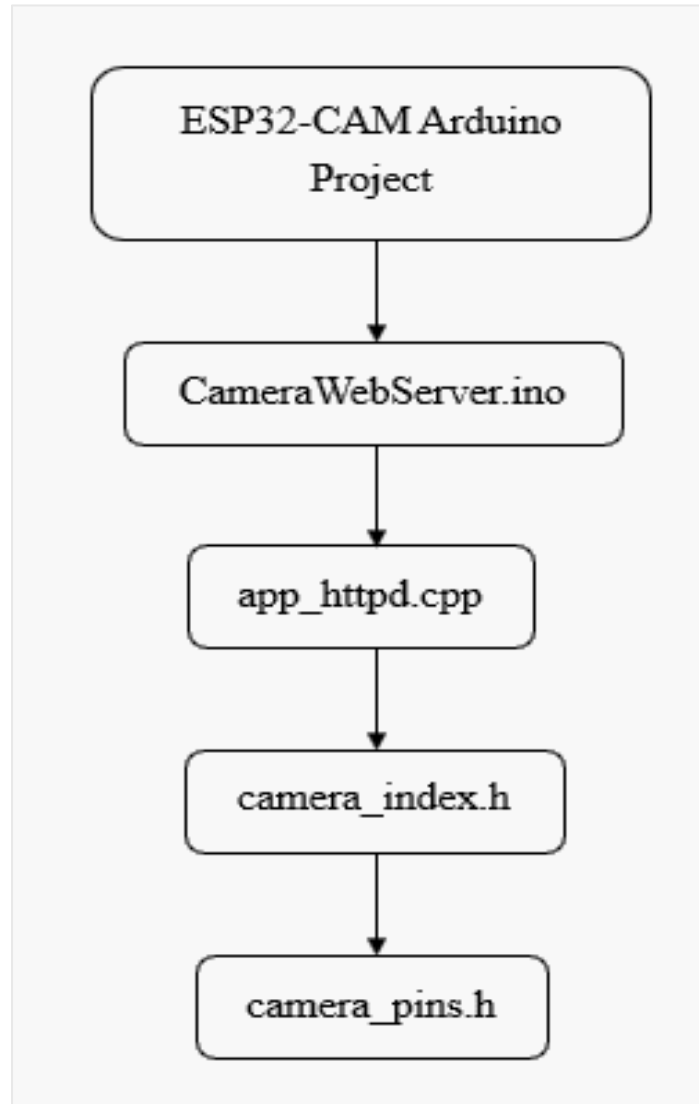 ESP32-CAM Arduino
Project
CameraWebServer.ino
app_httpd.cpp
camera_index.h
camera_pins.h